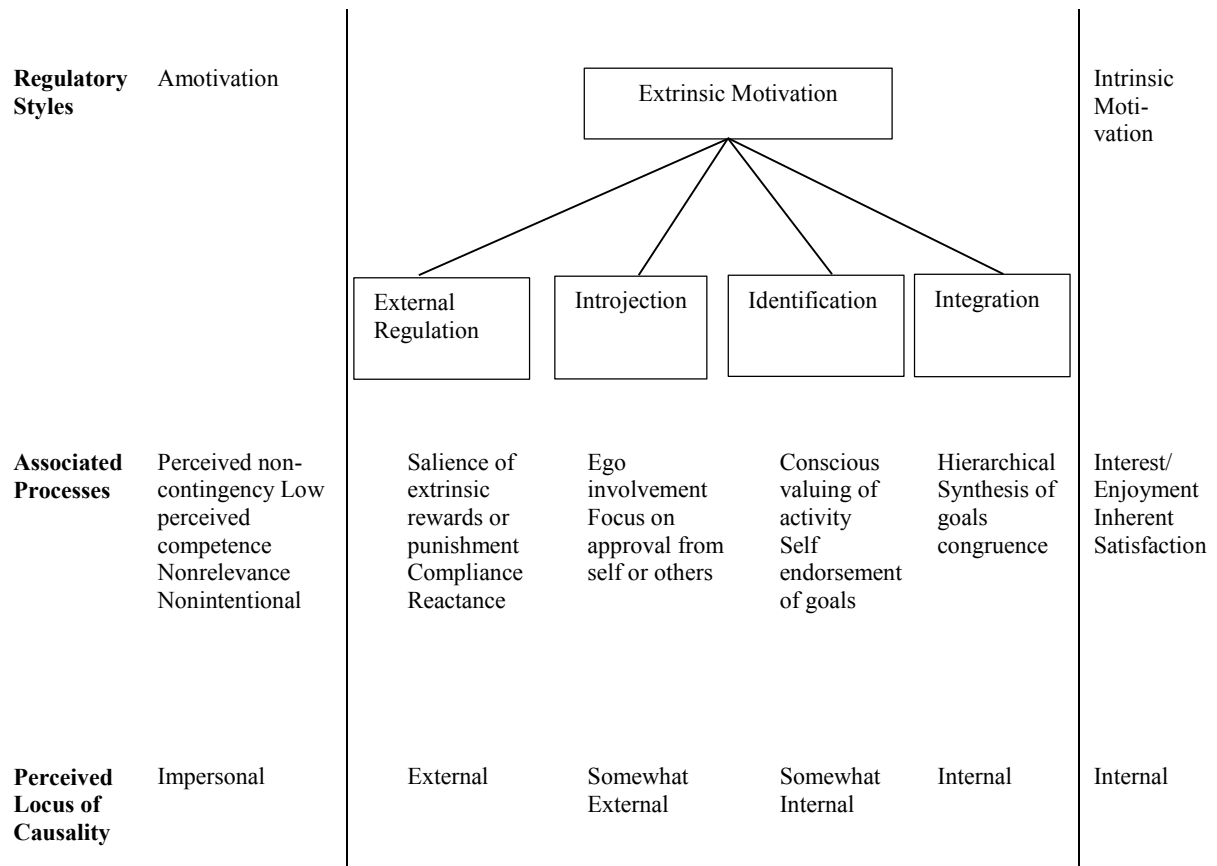 Regulatory
Styles
Amotivation
Extrinsic Motivation
Intrinsic
Moti-
vation
External
Regulation
Introjection
Identification
Integration
Associated
Processes
Perceived non-
contingency Low
perceived
competence
Nonrelevance
Nonintentional
Salience of
extrinsic
rewards or
punishment
Compliance
Reactance
Ego
involvement
Focus on
approval from
self or others
Conscious
valuing of
activity
Self
endorsement
of goals
Hierarchical
Synthesis of
goals
congruence
Interest/
Enjoyment
Inherent
Satisfaction
Perceived
Locus of
Causality
Impersonal
External
Somewhat
External
Somewhat
Internal
Internal
Internal